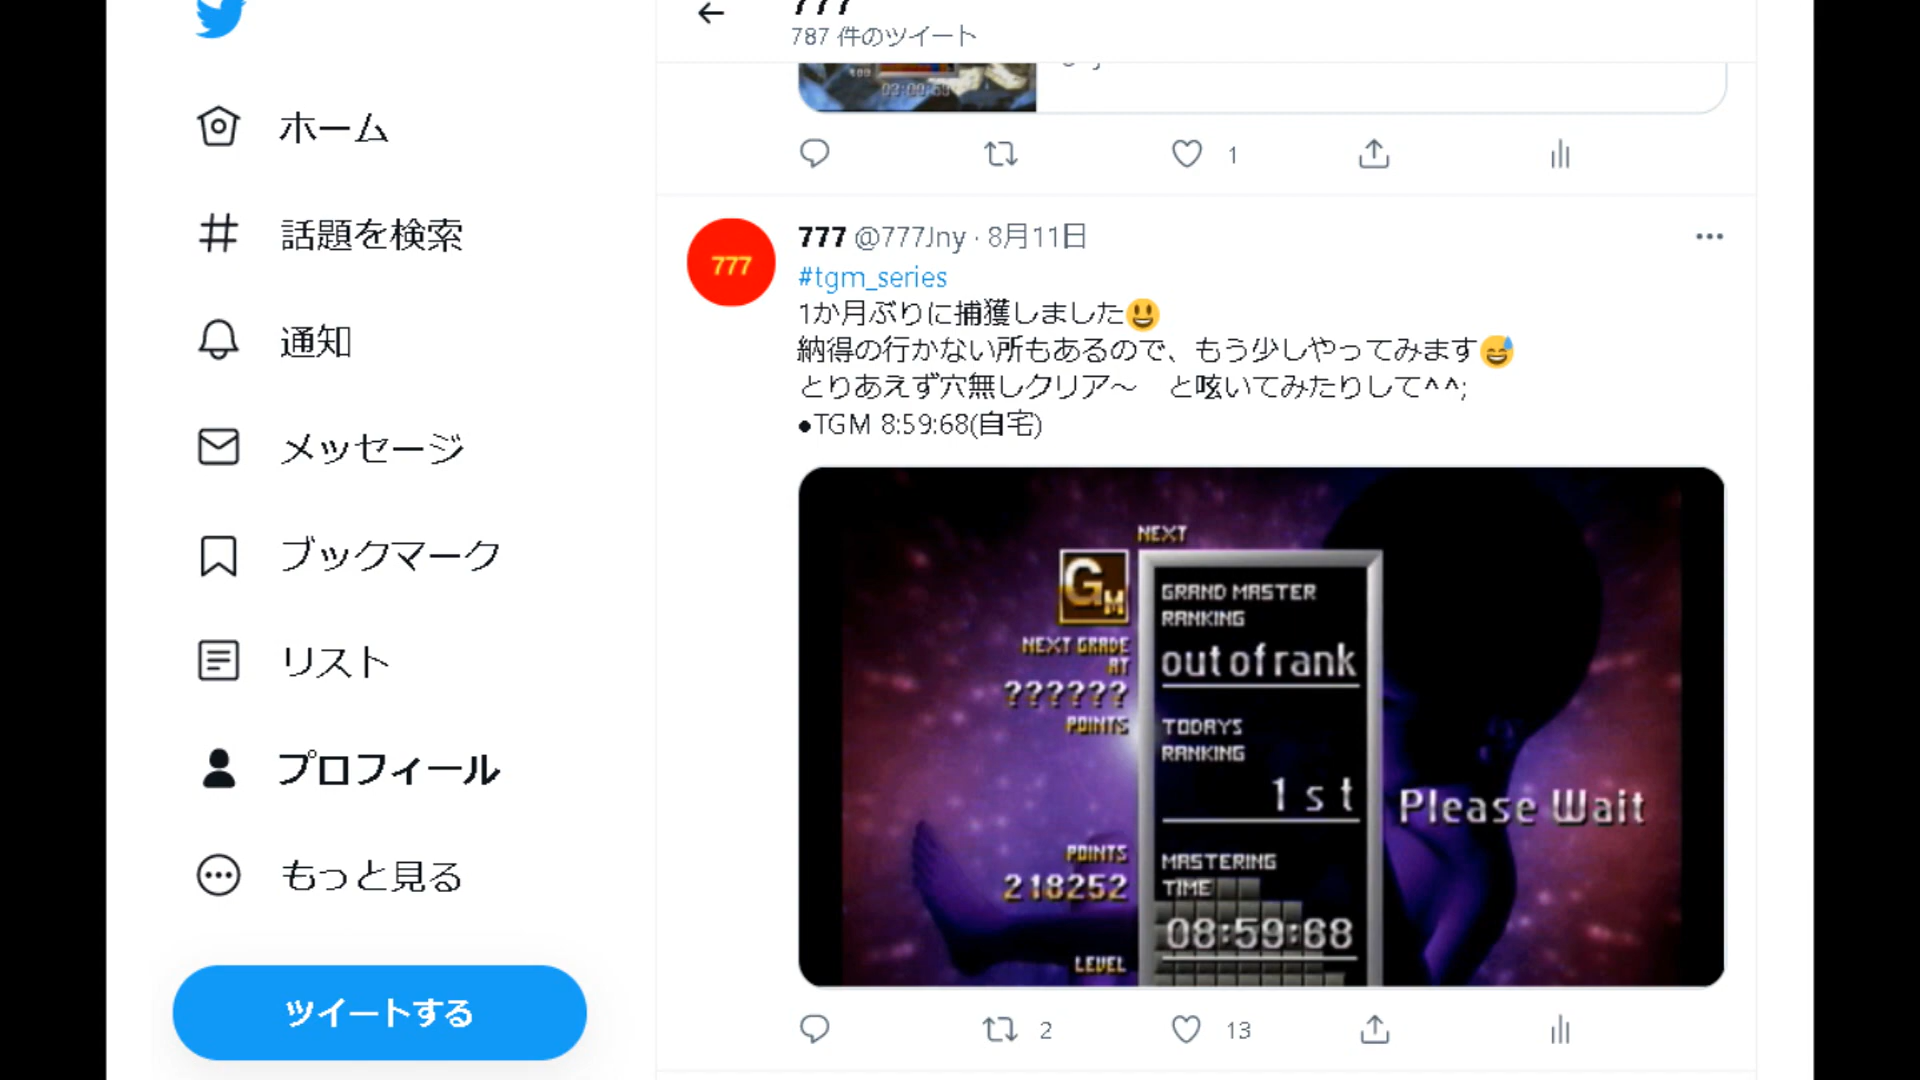 777
787 件のツイート
03:00:68
1
ホーム
話題を検索
通知
メッセージ
ブックマーク
リスト
プロフィール
もっと見る
ツイートする
777
777 @777Jny · 8月11日
#tgm_series
1か月ぶりに捕獲しました😃
納得の行かない所もあるので、もう少しやってみます😅
とりあえず穴無しクリア～　と呟いてみたりして^^;
●TGM 8:59:68(自宅)
NEXT
GM
NEXT GRADE
AT
??????
POINTS
POINTS
218252
LEVEL
GRAND MASTER
RANKING
out of rank
TODAYS
RANKING
1st
MASTERING
TIME
08:59:68
Please Wait
2
13